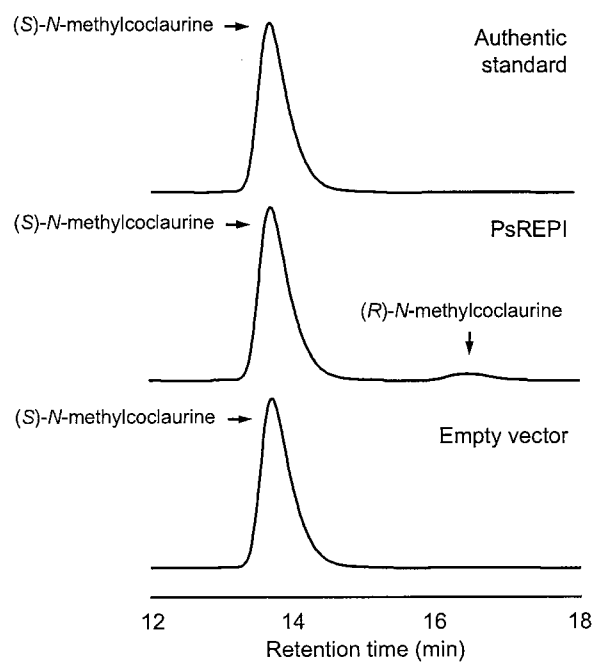 (S)-N-methylcoclaurine
Authentic
standard
(S)-N-methylcoclaurine
PsREPI
(R)-N-methylcoclaurine
(S)-N-methylcoclaurine
Empty vector
12 14 16 18
Retention time (min)